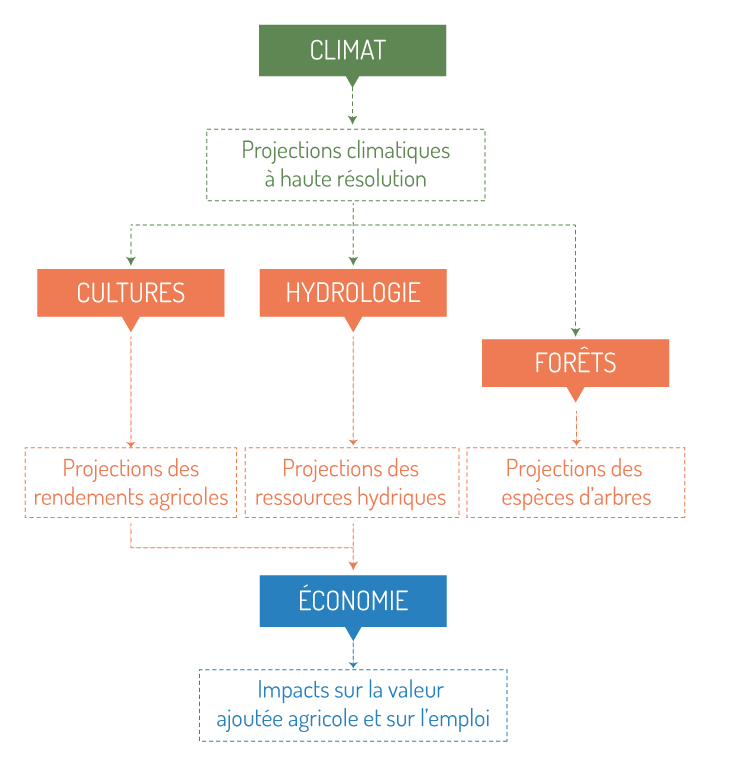 CLIMAT
Projections climatiques
à haute résolution
CULTURES
HYDROLOGIE
FORÊTS
Projections des
rendements agricoles
Projections des
ressources hydriques
Projections des
espèces d'arbres
ÉCONOMIE
Impacts sur la valeur
ajoutée agricole et sur l'emploi